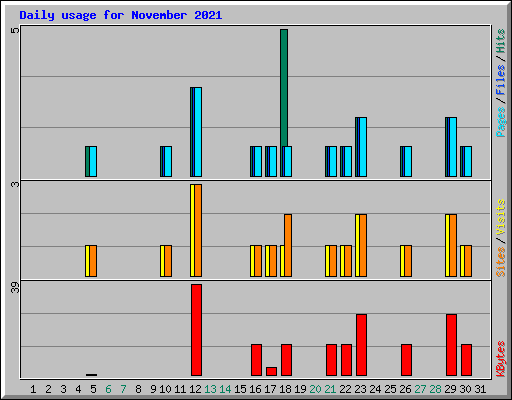 Daily usage for November 2021
5
3
39
Pages/Files/Hits
Sites/Visits
KBytes
1 2 3 4 5 6 7 8 9 10 11 12 13 14 15 16 17 18 19 20 21 22 23 24 25 26 27 28 29 30 31